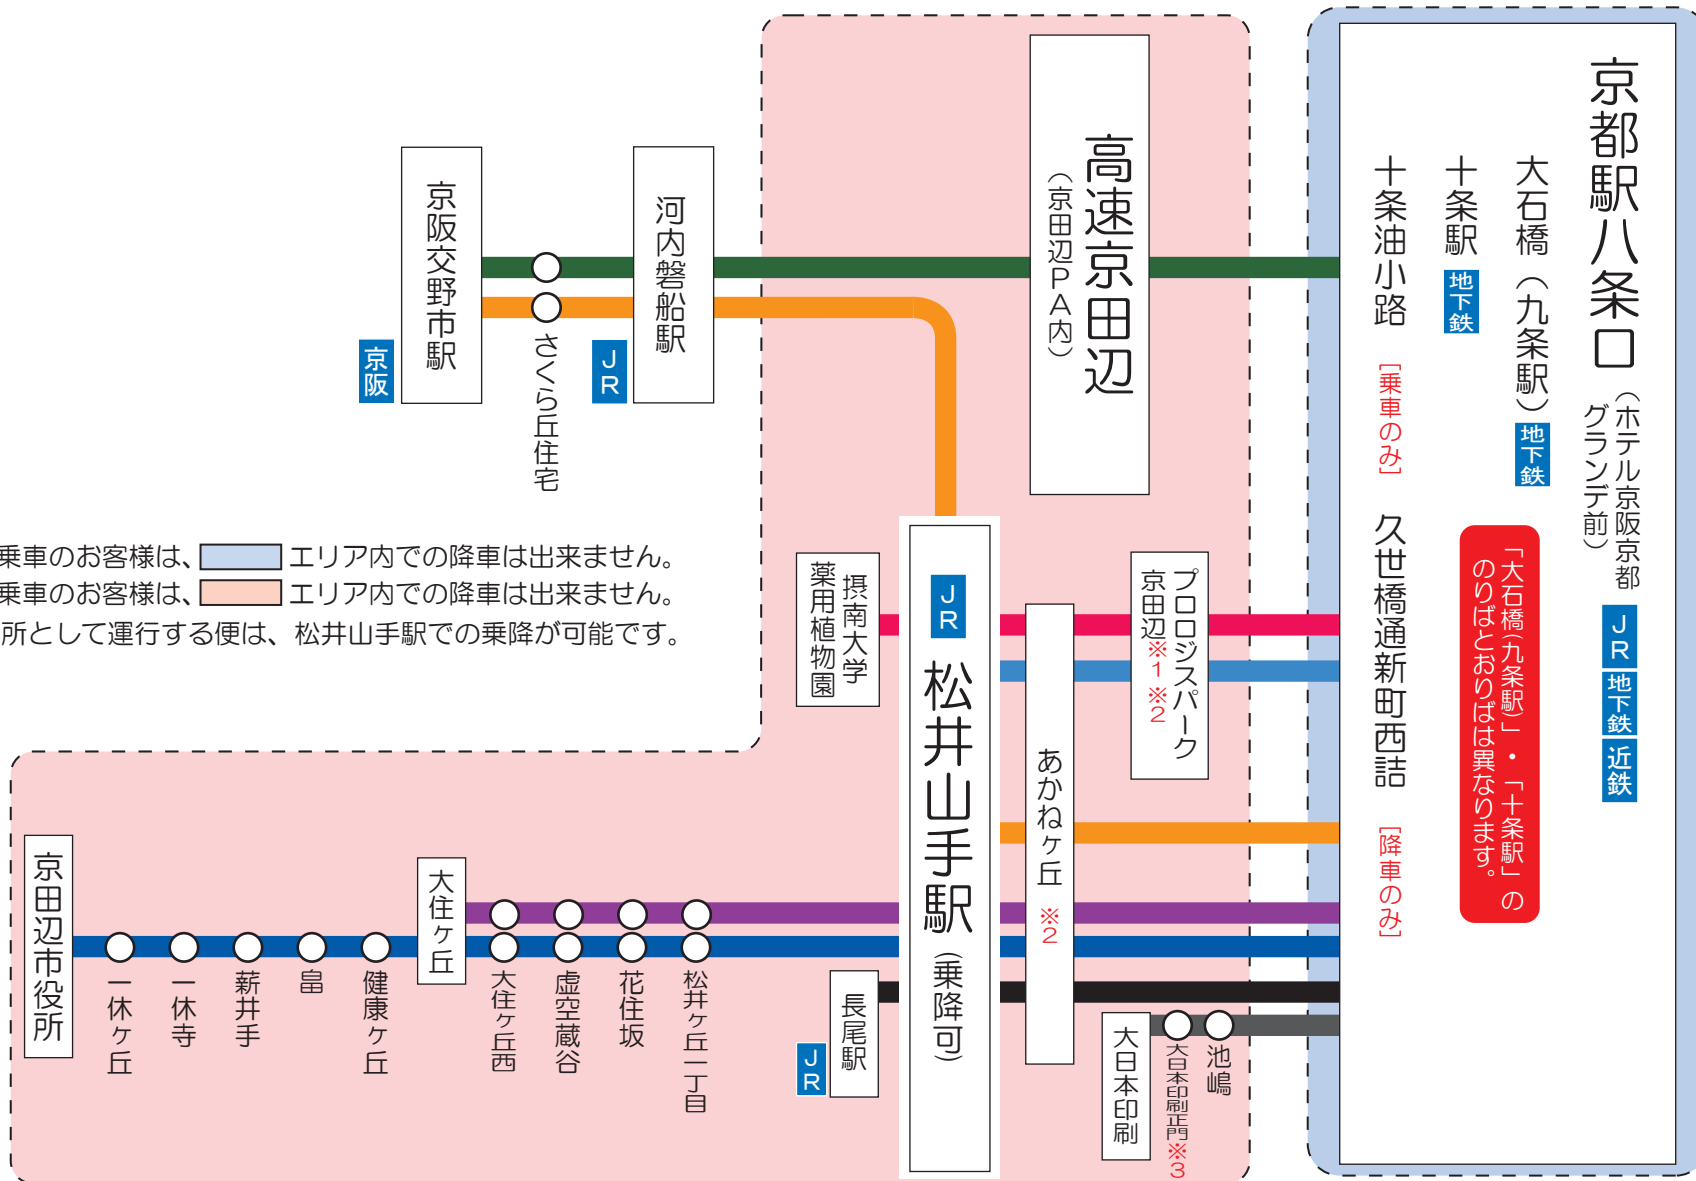 京都駅八条口
（ホテル京阪京都
グランデ前）
JR
地下鉄
近鉄
大石橋（九条駅）
地下鉄
十条駅
地下鉄
「大石橋（九条駅）」・「十条駅」の
のりばとおりばは異なります。
十条油小路
［乗車のみ］
久世橋通新町西詰
［降車のみ］
高速京田辺
（京田辺PA内）
河内磐船駅
JR
さくら丘住宅
京阪交野市駅
京阪
乗車のお客様は、 エリア内での降車は出来ません。
乗車のお客様は、 エリア内での降車は出来ません。
所として運行する便は、松井山手駅での乗降が可能です。
プロロジスパーク
京田辺※1※2
あかねヶ丘 ※2
JR
松井山手駅（乗降可）
摂南大学
薬用植物園
長尾駅
JR
池嶋
大日本印刷正門※3
大日本印刷
松井ヶ丘一丁目
花住坂
虚空蔵谷
大住ヶ丘西
大住ヶ丘
健康ヶ丘
畠
薪井手
一休寺
一休ヶ丘
京田辺市役所